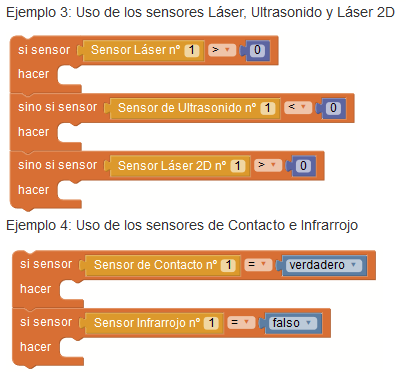 Ejemplo 3: Uso de los sensores Láser, Ultrasonido y Láser 2D
si sensor Sensor Láser nº 1 > 0
hacer
sino si sensor Sensor de Ultrasonido nº 1 < 0
hacer
sino si sensor Sensor Láser 2D nº 1 > 0
hacer
Ejemplo 4: Uso de los sensores de Contacto e Infrarrojo
si sensor Sensor de Contacto nº 1 = verdadero
hacer
si sensor Sensor Infrarrojo nº 1 = falso
hacer